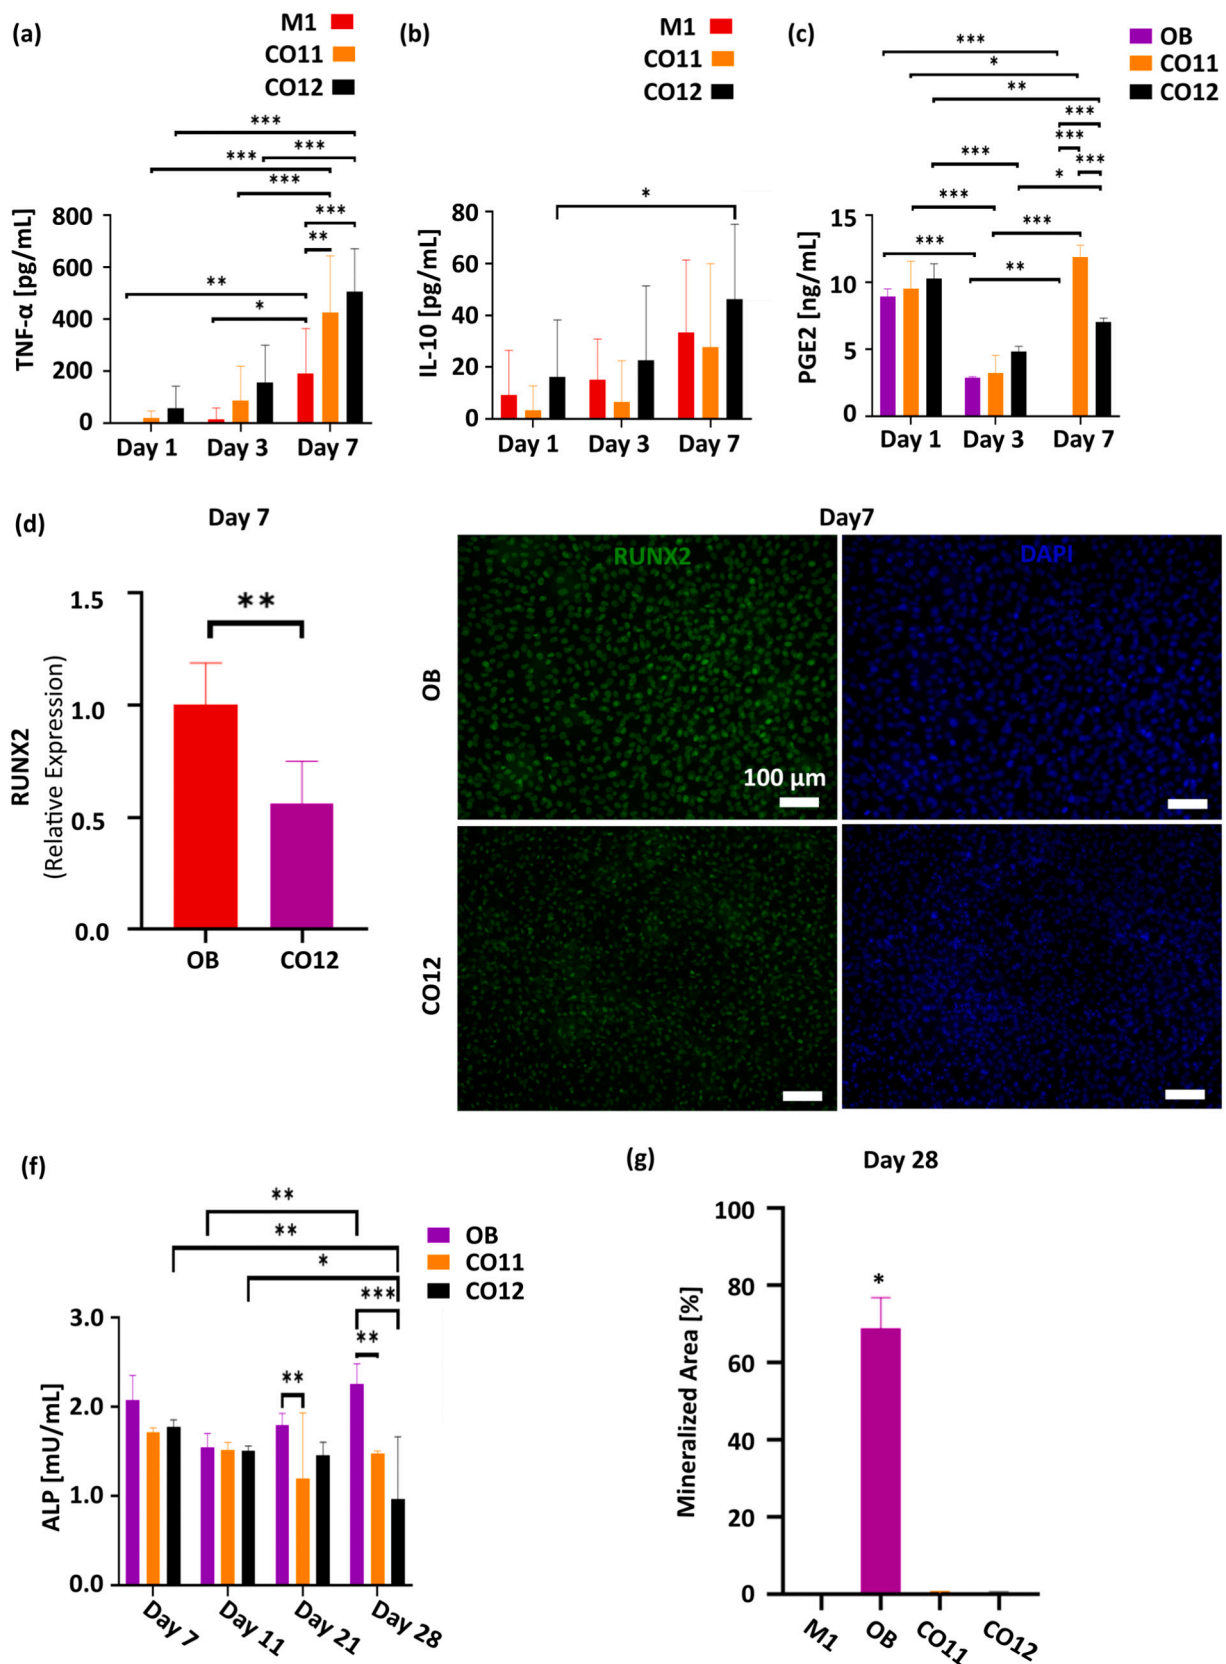 (a)
M1
CO11
CO12
***
***
***
***
***
**
**
*
TNF-α [pg/mL]
800
600
400
200
0
Day 1
Day 3
Day 7
(b)
M1
CO11
CO12
*
IL-10 [pg/mL]
80
60
40
20
0
Day 1
Day 3
Day 7
(c)
OB
CO11
CO12
***
*
**
***
***
***
***
*
***
***
***
**
PGE2 [ng/mL]
15
10
5
0
Day 1
Day 3
Day 7
(d)
Day 7
**
RUNX2
(Relative Expression)
1.5
1.0
0.5
0.0
OB
CO12
Day7
RUNX2
DAPI
OB
100 µm
CO12
(f)
**
**
*
***
**
**
OB
CO11
CO12
ALP [mU/mL]
3.0
2.0
1.0
0.0
Day 7
Day 11
Day 21
Day 28
(g)
Day 28
*
Mineralized Area [%]
100
80
60
40
20
0
M1
OB
CO11
CO12